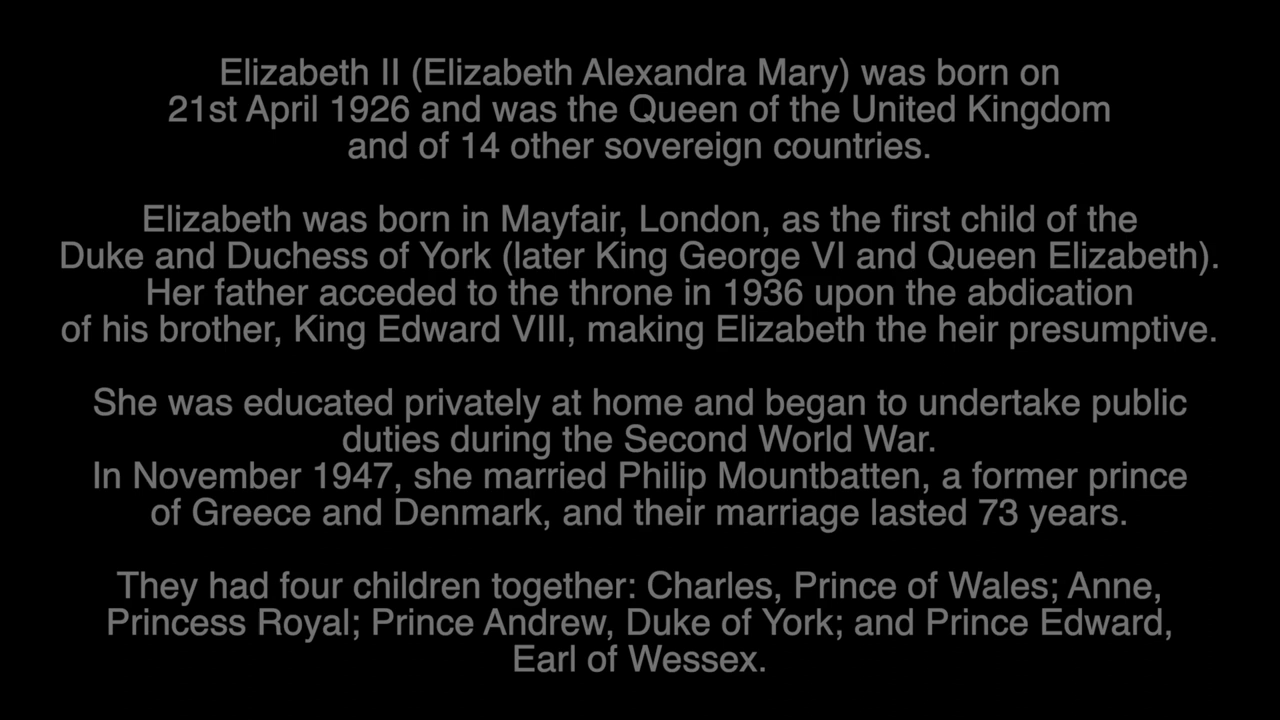 Elizabeth II (Elizabeth Alexandra Mary) was born on
21st April 1926 and was the Queen of the United Kingdom
and of 14 other sovereign countries.
Elizabeth was born in Mayfair, London, as the first child of the
Duke and Duchess of York (later King George VI and Queen Elizabeth).
Her father acceded to the throne in 1936 upon the abdication
of his brother, King Edward VIII, making Elizabeth the heir presumptive.
She was educated privately at home and began to undertake public
duties during the Second World War.
In November 1947, she married Philip Mountbatten, a former prince
of Greece and Denmark, and their marriage lasted 73 years.
They had four children together: Charles, Prince of Wales; Anne,
Princess Royal; Prince Andrew, Duke of York; and Prince Edward,
Earl of Wessex.